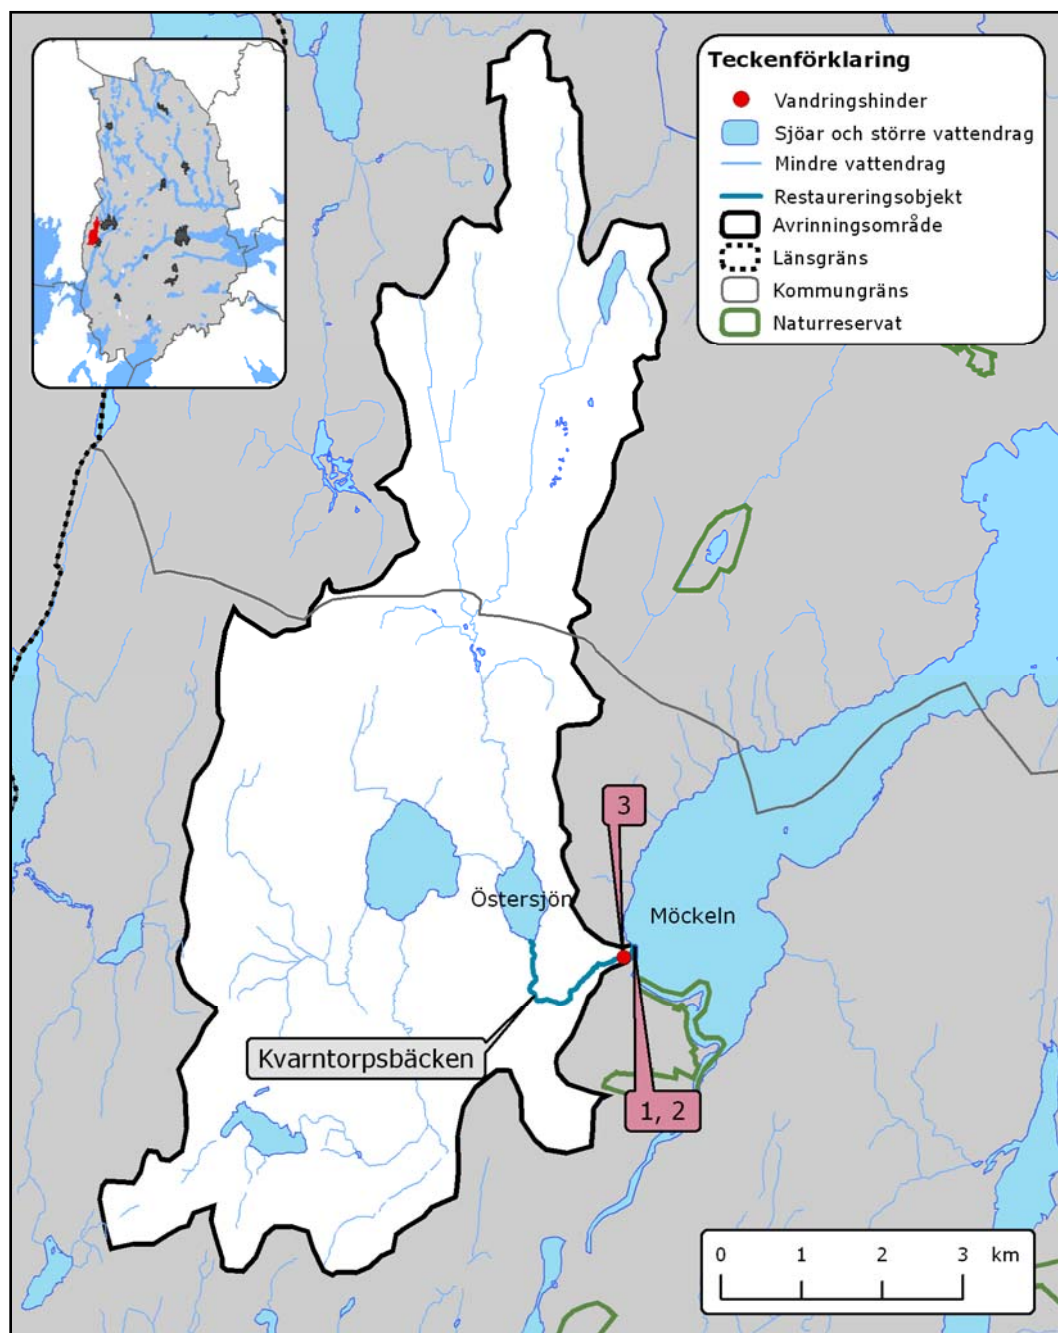 Teckenförklaring
Vandringshinder
Sjöar och större vattendrag
Mindre vattendrag
Restaureringsobjekt
Avrinningsområde
Länsgräns
Kommungräns
Naturreservat
3
Östersjön
Möckeln
Kvarntorpsbäcken
1, 2
0 1 2 3 km